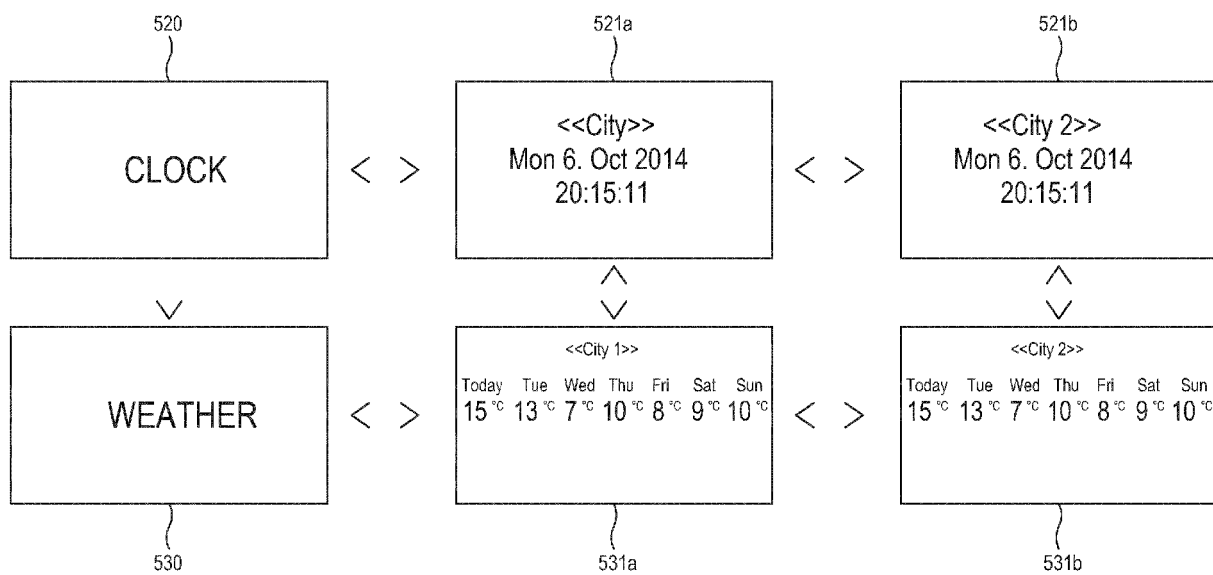 520 521a 521b
CLOCK
<<City>>
Mon 6. Oct 2014
20:15:11
<<City 2>>
Mon 6. Oct 2014
20:15:11
WEATHER
<<City 1>>
Today Tue Wed Thu Fri Sat Sun
15 °C 13 °C 7 °C 10 °C 8 °C 9 °C 10 °C
<<City 2>>
Today Tue Wed Thu Fri Sat Sun
15 °C 13 °C 7 °C 10 °C 8 °C 9 °C 10 °C
530 531a 531b